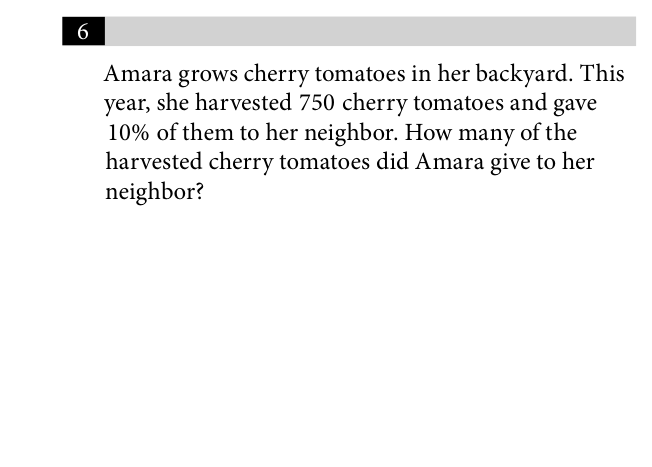 6
Amara grows cherry tomatoes in her backyard. This
year, she harvested 750 cherry tomatoes and gave
10% of them to her neighbor. How many of the
harvested cherry tomatoes did Amara give to her
neighbor?